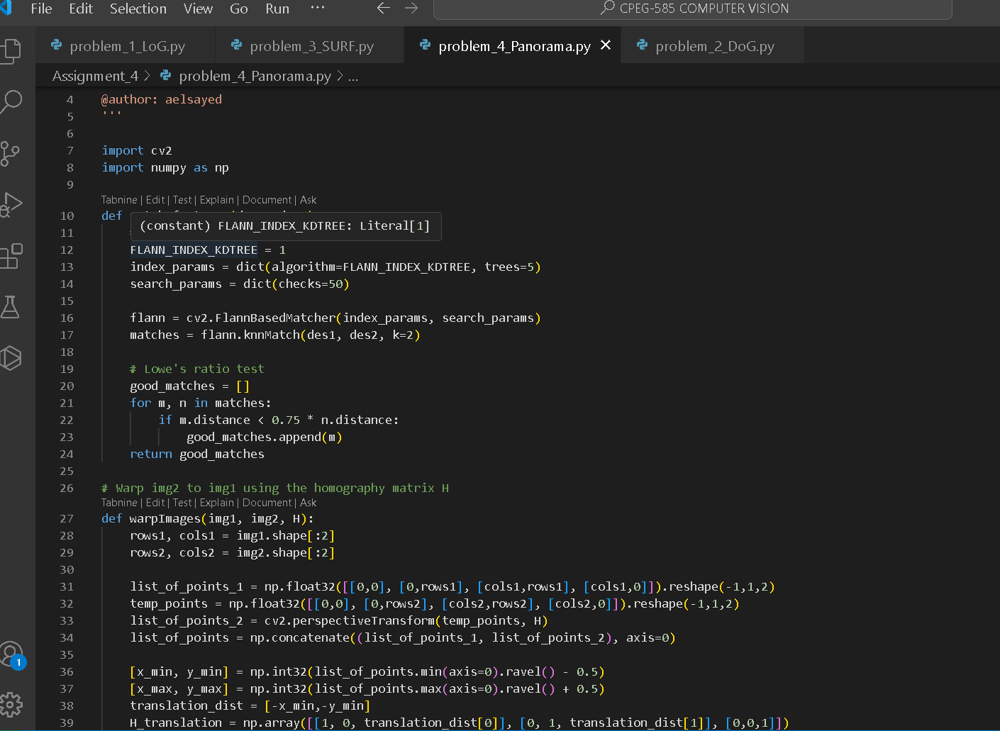 File Edit Selection View Go Run ··· CPEG-585 COMPUTER VISION
problem_1_LoG.py problem_3_SURF.py problem_4_Panorama.py problem_2_DoG.py
Assignment_4 > problem_4_Panorama.py > ...
4 @author: aelsayed
5 '''
6
7 import cv2
8 import numpy as np
9
Tabnine | Edit | Test | Explain | Document | Ask
10 def
(constant) FLANN_INDEX_KDTREE: Literal[1]
11
12 FLANN_INDEX_KDTREE = 1
13 index_params = dict(algorithm=FLANN_INDEX_KDTREE, trees=5)
14 search_params = dict(checks=50)
15
16 flann = cv2.FlannBasedMatcher(index_params, search_params)
17 matches = flann.knnMatch(des1, des2, k=2)
18
19 # Lowe's ratio test
20 good_matches = []
21 for m, n in matches:
22 if m.distance < 0.75 * n.distance:
23 good_matches.append(m)
24 return good_matches
25
26 # Warp img2 to img1 using the homography matrix H
Tabnine | Edit | Test | Explain | Document | Ask
27 def warpImages(img1, img2, H):
28 rows1, cols1 = img1.shape[:2]
29 rows2, cols2 = img2.shape[:2]
30
31 list_of_points_1 = np.float32([[0,0], [0,rows1], [cols1,rows1], [cols1,0]]).reshape(-1,1,2)
32 temp_points = np.float32([[0,0], [0,rows2], [cols2,rows2], [cols2,0]]).reshape(-1,1,2)
33 list_of_points_2 = cv2.perspectiveTransform(temp_points, H)
34 list_of_points = np.concatenate((list_of_points_1, list_of_points_2), axis=0)
35
36 [x_min, y_min] = np.int32(list_of_points.min(axis=0).ravel() - 0.5)
37 [x_max, y_max] = np.int32(list_of_points.max(axis=0).ravel() + 0.5)
38 translation_dist = [-x_min,-y_min]
39 H_translation = np.array([[1, 0, translation_dist[0]], [0, 1, translation_dist[1]], [0,0,1]])
1